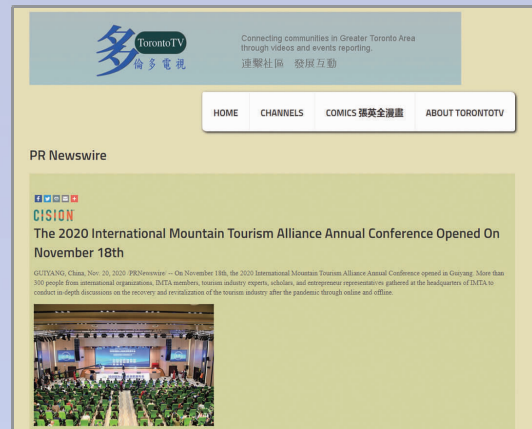 多
TorontoTV
倫多電視
Connecting communities in Greater Toronto Area
through videos and events reporting.
連繫社區 發展互動
HOME CHANNELS COMICS 張英全漫畫 ABOUT TORONTOTV
PR Newswire
CISION
The 2020 International Mountain Tourism Alliance Annual Conference Opened On
November 18th
GUIYANG, China, Nov. 20, 2020 /PRNewswire/ -- On November 18th, the 2020 International Mountain Tourism Alliance Annual Conference opened in Guiyang. More than
300 people from international organizations, IMTA members, tourism industry experts, scholars, and entrepreneur representatives gathered at the headquarters of IMTA to
conduct in-depth discussions on the recovery and revitalization of the tourism industry after the pandemic through online and offline.